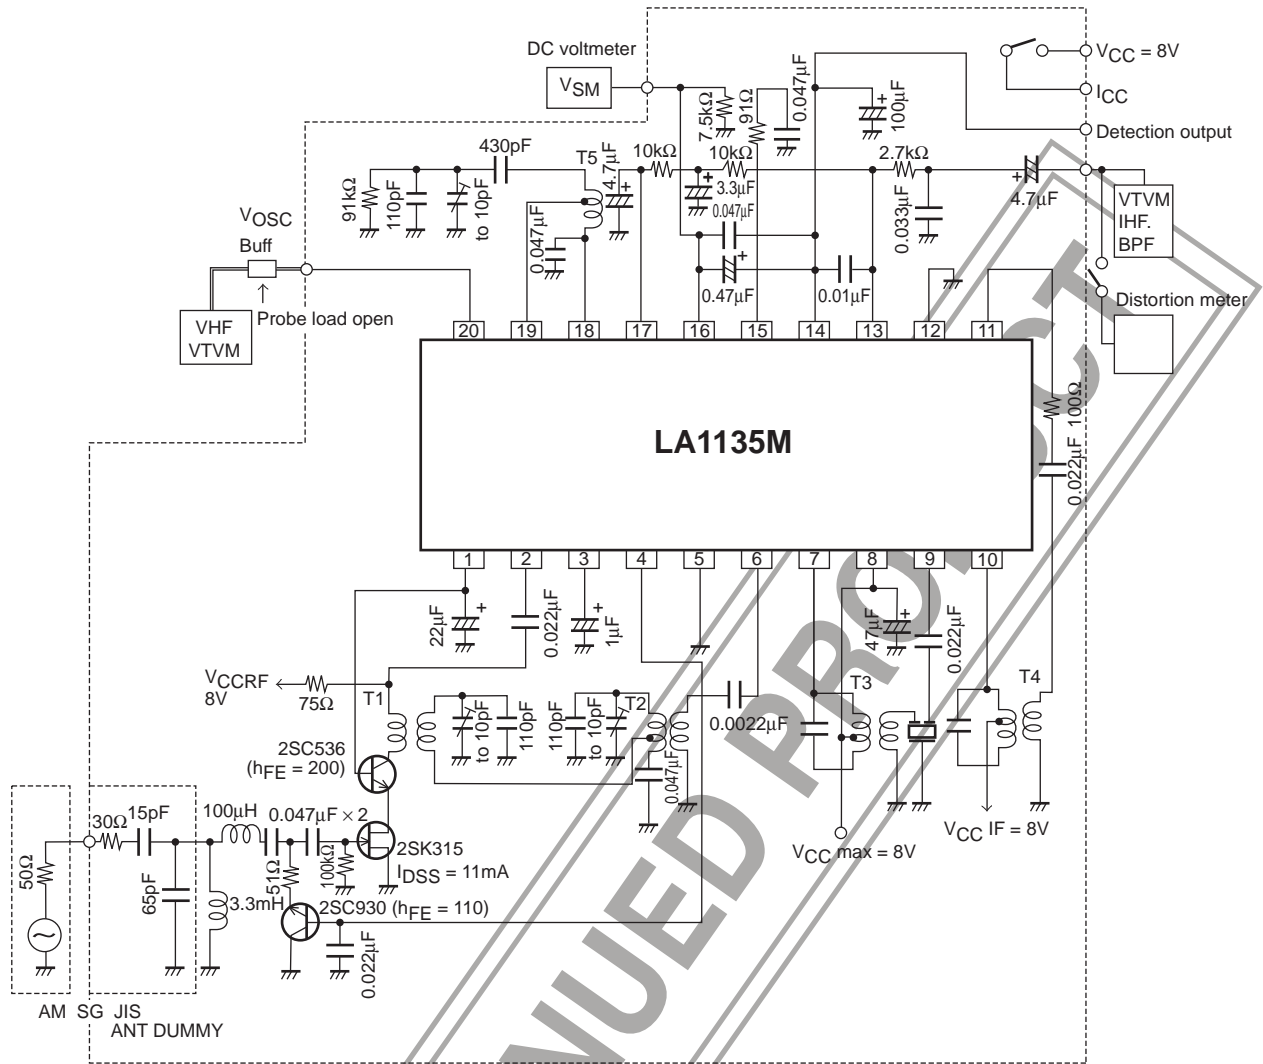 DC voltmeter
VSM
VCC = 8V
ICC
Detection output
7.5kΩ
91Ω
0.047μF
100μF
430pF
T5
4.7μF
10kΩ
10kΩ
3.3μF
0.047μF
2.7kΩ
0.033μF
4.7μF
VTVM
IHF.
BPF
91kΩ
110pF
to 10pF
0.047μF
VOSC
Buff
0.47μF
0.01μF
Probe load open
VHF
VTVM
Distortion meter
20
19
18
17
16
15
14
13
12
11
LA1135M
100Ω
0.022μF
1
2
3
4
5
6
7
8
9
10
22μF
0.022μF
1μF
47μF
0.022μF
VCCRF
8V
75Ω
T1
to 10pF
110pF
110pF
to 10pF
T2
0.0022μF
T3
T4
0.047μF
2SC536
(hFE = 200)
VCC max = 8V
VCC IF = 8V
50Ω
30Ω
15pF
65pF
100μH
3.3mH
0.047μF × 2
51Ω
100kΩ
2SK315
IDSS = 11mA
2SC930 (hFE = 110)
0.022μF
AM SG JIS
ANT DUMMY
NUED PRODUCT